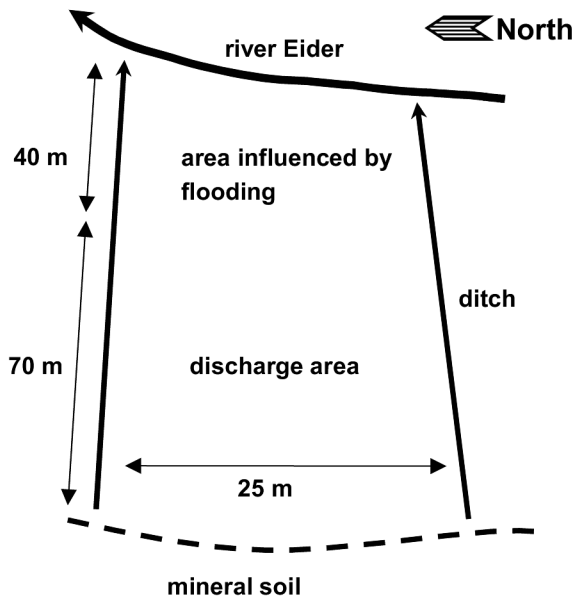 river Eider
North
40 m
area influenced by
flooding
ditch
70 m
discharge area
25 m
mineral soil